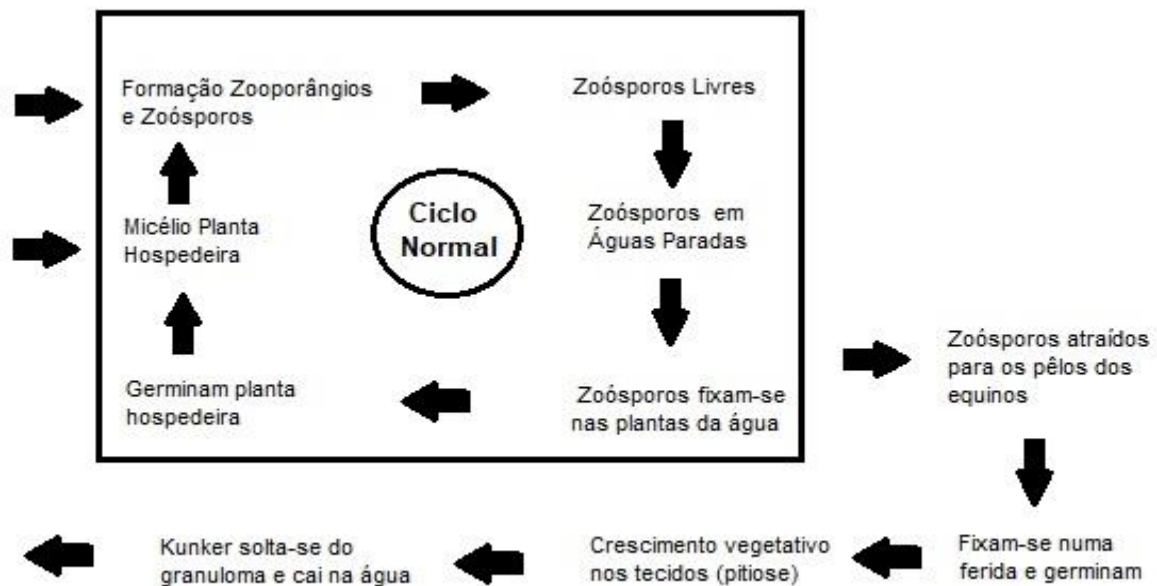 Formação Zooporângios
e Zoósporos
Zoósporos Livres
Ciclo
Normal
Micélio Planta
Hospedeira
Zoósporos em
Águas Paradas
Germinam planta
hospedeira
Zoósporos fixam-se
nas plantas da água
Zoósporos atraídos
para os pêlos dos
equinos
Kunker solta-se do
granuloma e cai na água
Crescimento vegetativo
nos tecidos (pitiose)
Fixam-se numa
ferida e germinam